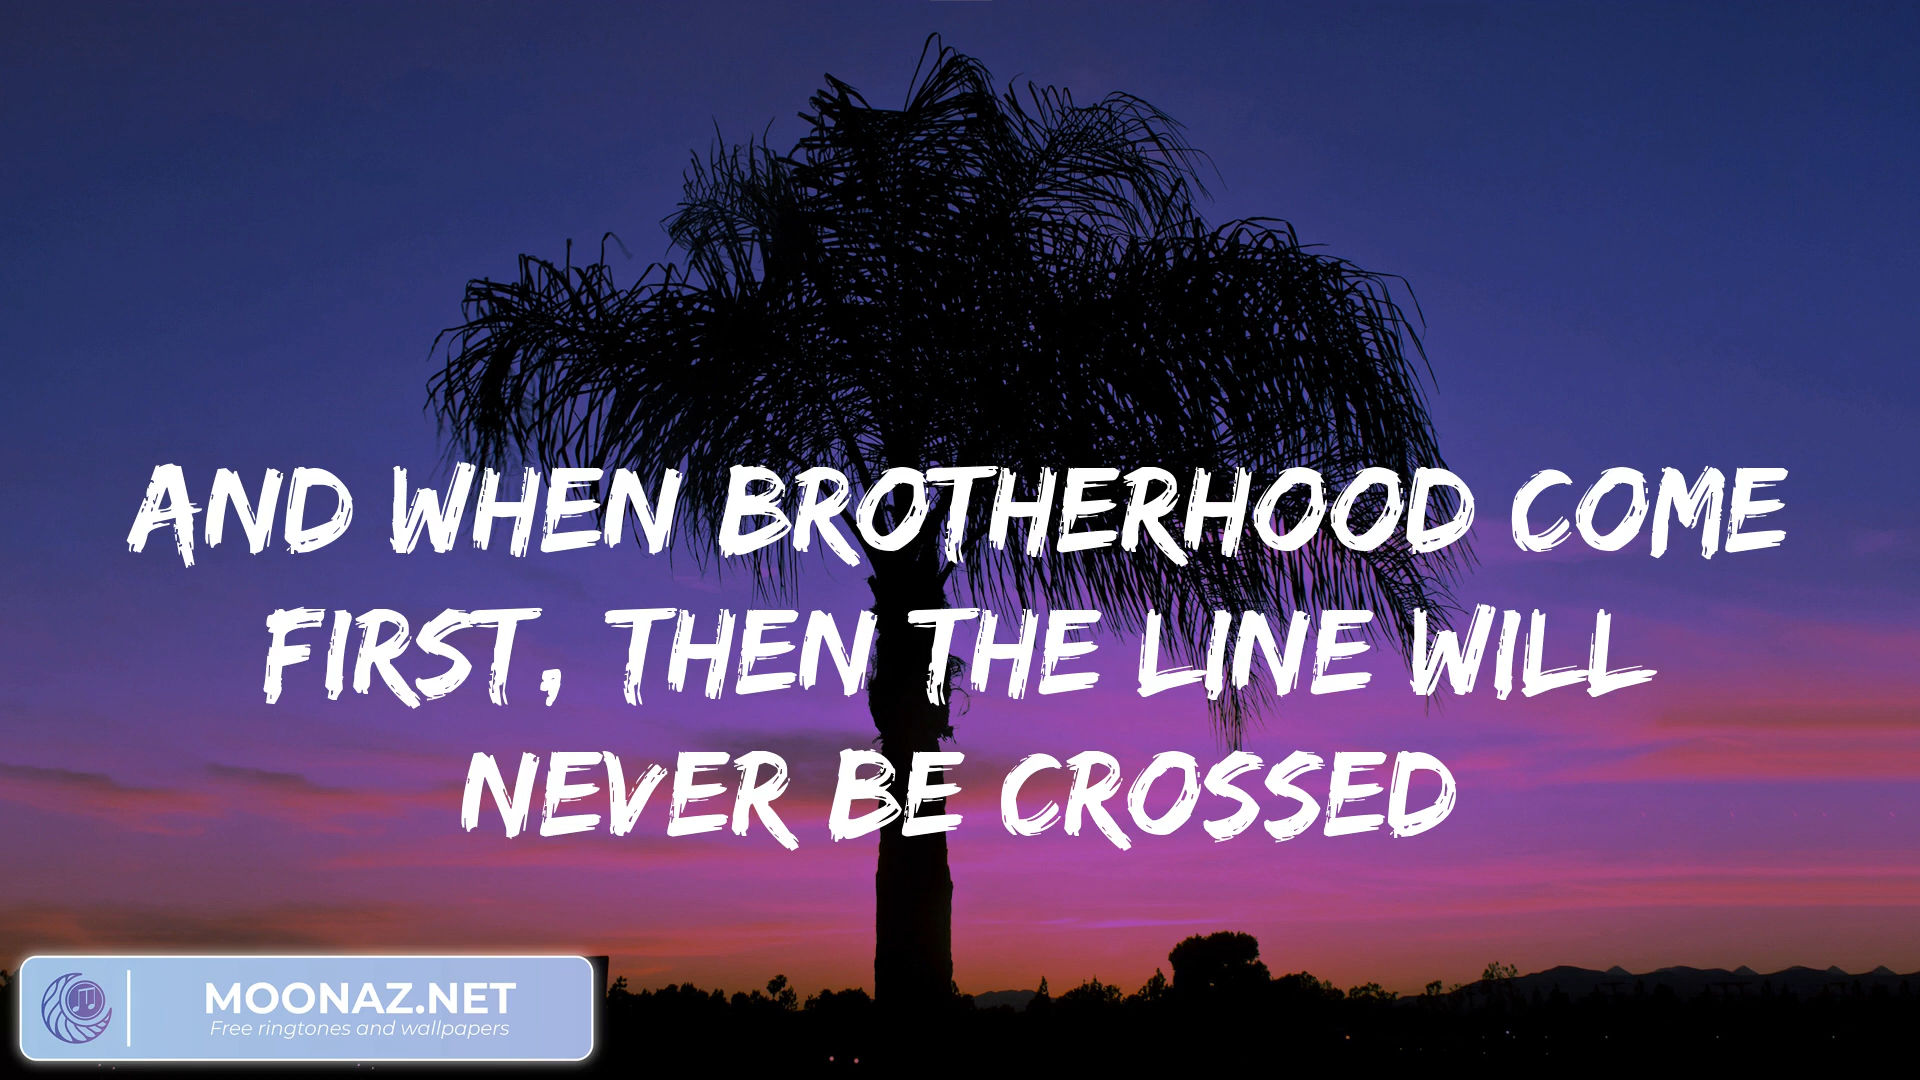 AND WHEN BROTHERHOOD COME
FIRST, THEN THE LINE WILL
NEVER BE CROSSED
MOONAZ.NET
Free ringtones and wallpapers